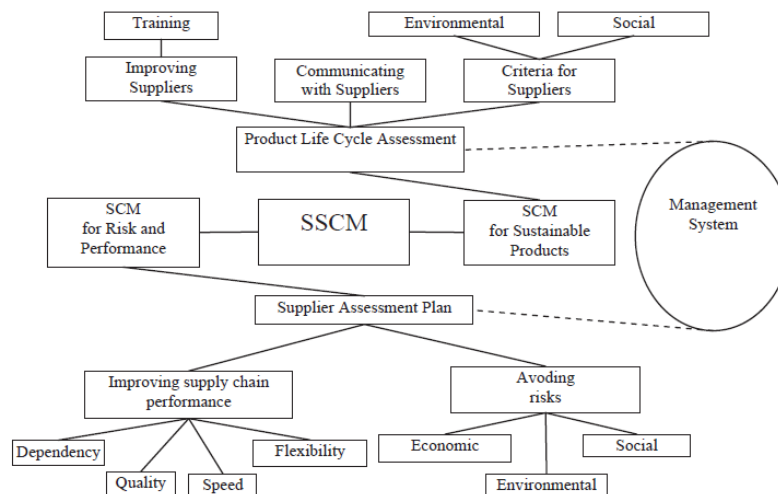 Training
Environmental
Social
Improving
Suppliers
Communicating
with Suppliers
Criteria for
Suppliers
Product Life Cycle Assessment
SCM
for Risk and
Performance
SSCM
SCM
for Sustainable
Products
Management
System
Supplier Assessment Plan
Improving supply chain
performance
Avoding
risks
Dependency
Quality
Speed
Flexibility
Economic
Environmental
Social